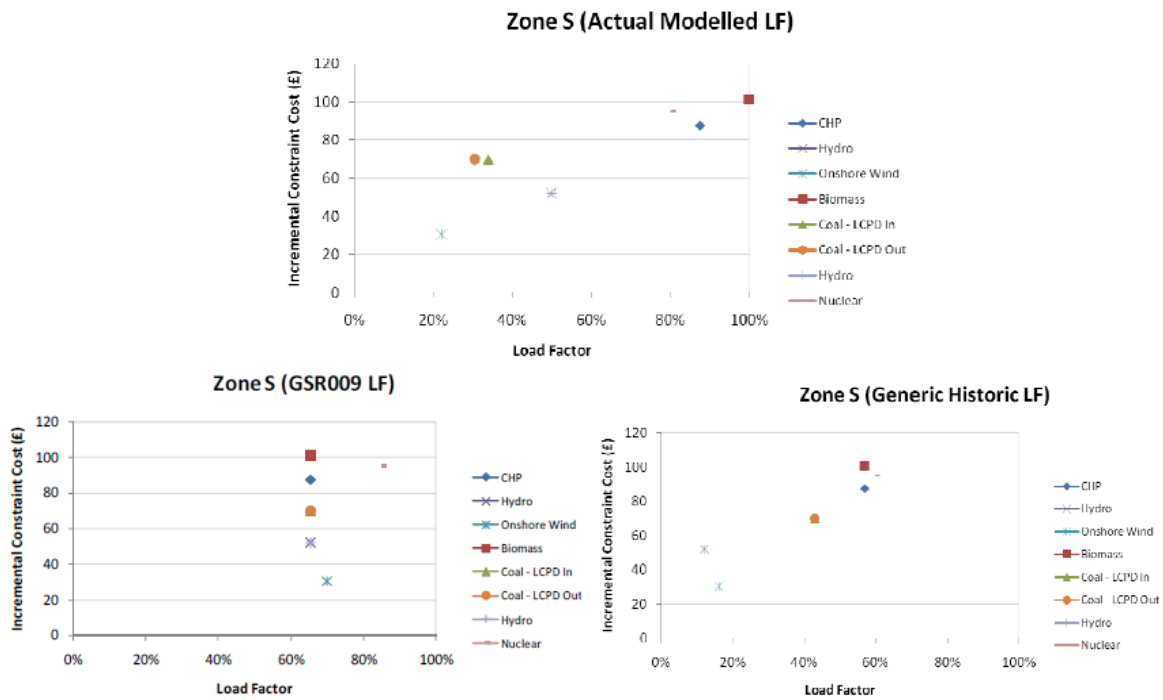 Zone S (Actual Modelled LF)
Incremental Constraint Cost (£)
120
100
80
60
40
20
0
0% 20% 40% 60% 80% 100%
Load Factor
CHP
Hydro
Onshore Wind
Biomass
Coal - LCPD In
Coal - LCPD Out
Hydro
Nuclear
Zone S (GSR009 LF)
Incremental Constraint Cost (£)
120
100
80
60
40
20
0
0% 20% 40% 60% 80% 100%
Load Factor
CHP
Hydro
Onshore Wind
Biomass
Coal - LCPD In
Coal - LCPD Out
Hydro
Nuclear
Zone S (Generic Historic LF)
Incremental Constraint Cost (£)
120
100
80
60
40
20
0
0% 20% 40% 60% 80% 100%
Load Factor
CHP
Hydro
Onshore Wind
Biomass
Coal - LCPD In
Coal - LCPD Out
Hydro
Nuclear